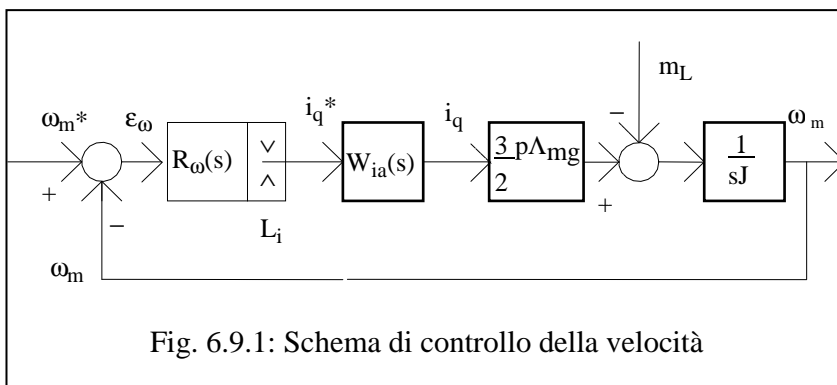 m_L
ω_m* ε_ω i_q* i_q ω_m
R_ω(s) W_ia(s) 3/2 pΛ_mg 1/sJ
+ − L_i + −
ω_m
Fig. 6.9.1: Schema di controllo della velocità